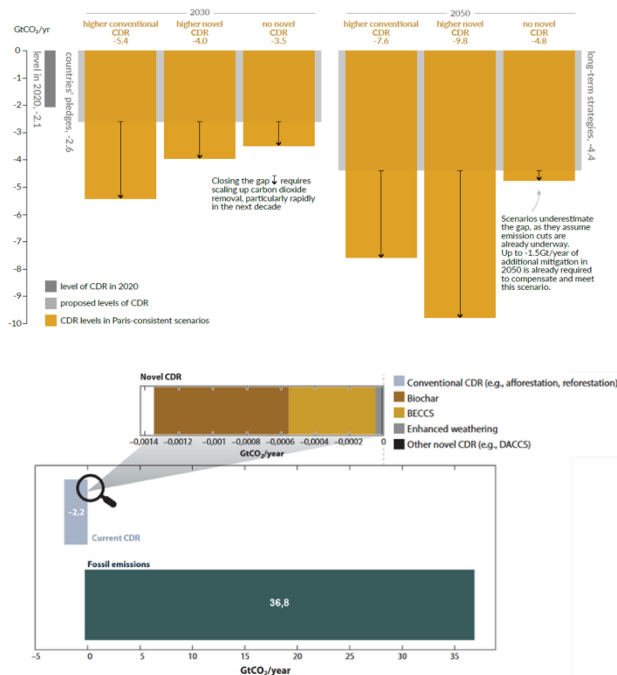 2030
2050
higher conventional
CDR
-5.4
higher novel
CDR
-4.0
no novel
CDR
-3.5
higher conventional
CDR
-7.6
higher novel
CDR
-9.8
no novel
CDR
-4.8
GtCO₂/yr
0
-1
-2
-3
-4
-5
-6
-7
-8
-9
-10
level in 2020, -2.1
countries' pledges, -2.6
long-term strategies, -4.4
Closing the gap ↓ requires
scaling up carbon dioxide
removal, particularly rapidly
in the next decade
Scenarios underestimate
the gap, as they assume
emission cuts are
already underway.
Up to -1.5Gt/year of
additional mitigation in
2050 is already required
to compensate and meet
this scenario.
level of CDR in 2020
proposed levels of CDR
CDR levels in Paris-consistent scenarios
Novel CDR
-0,0014 -0,0012 -0,001 -0,0008 -0,0006 -0,0004 -0,0002 0
GtCO₂/year
Conventional CDR (e.g., afforestation, reforestation)
Biochar
BECCS
Enhanced weathering
Other novel CDR (e.g., DACCS)
-2,2
Current CDR
Fossil emissions
36,8
-5 0 5 10 15 20 25 30 35
GtCO₂/year